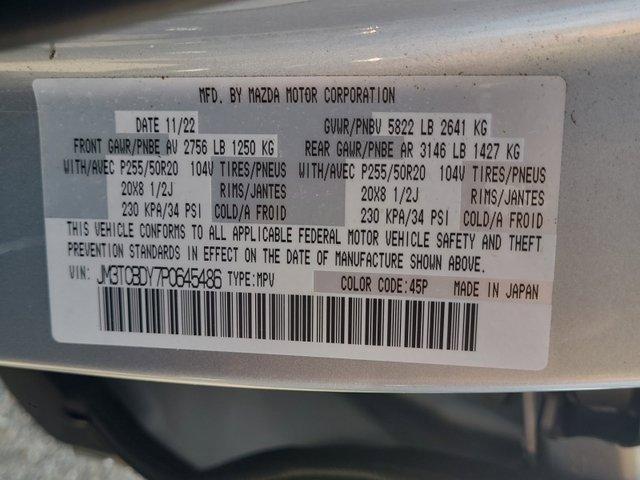 MFD. BY MAZDA MOTOR CORPORATION
DATE 11/22 GVWR/PNBV 5822 LB 2641 KG
FRONT GAWR/PNBE AV 2756 LB 1250 KG REAR GAWR/PNBE AR 3146 LB 1427 KG
WITH/AVEC P255/50R20 104V TIRES/PNEUS WITH/AVEC P255/50R20 104V TIRES/PNEUS
20X8 1/2J RIMS/JANTES 20X8 1/2J RIMS/JANTES
230 KPA/34 PSI COLD/A FROID 230 KPA/34 PSI COLD/A FROID
THIS VEHICLE CONFORMS TO ALL APPLICABLE FEDERAL MOTOR VEHICLE SAFETY AND THEFT
PREVENTION STANDARDS IN EFFECT ON THE DATE OF MANUFACTURE SHOWN ABOVE.
VIN: JM3TCBDY7P0645486 TYPE:MPV COLOR CODE:45P MADE IN JAPAN